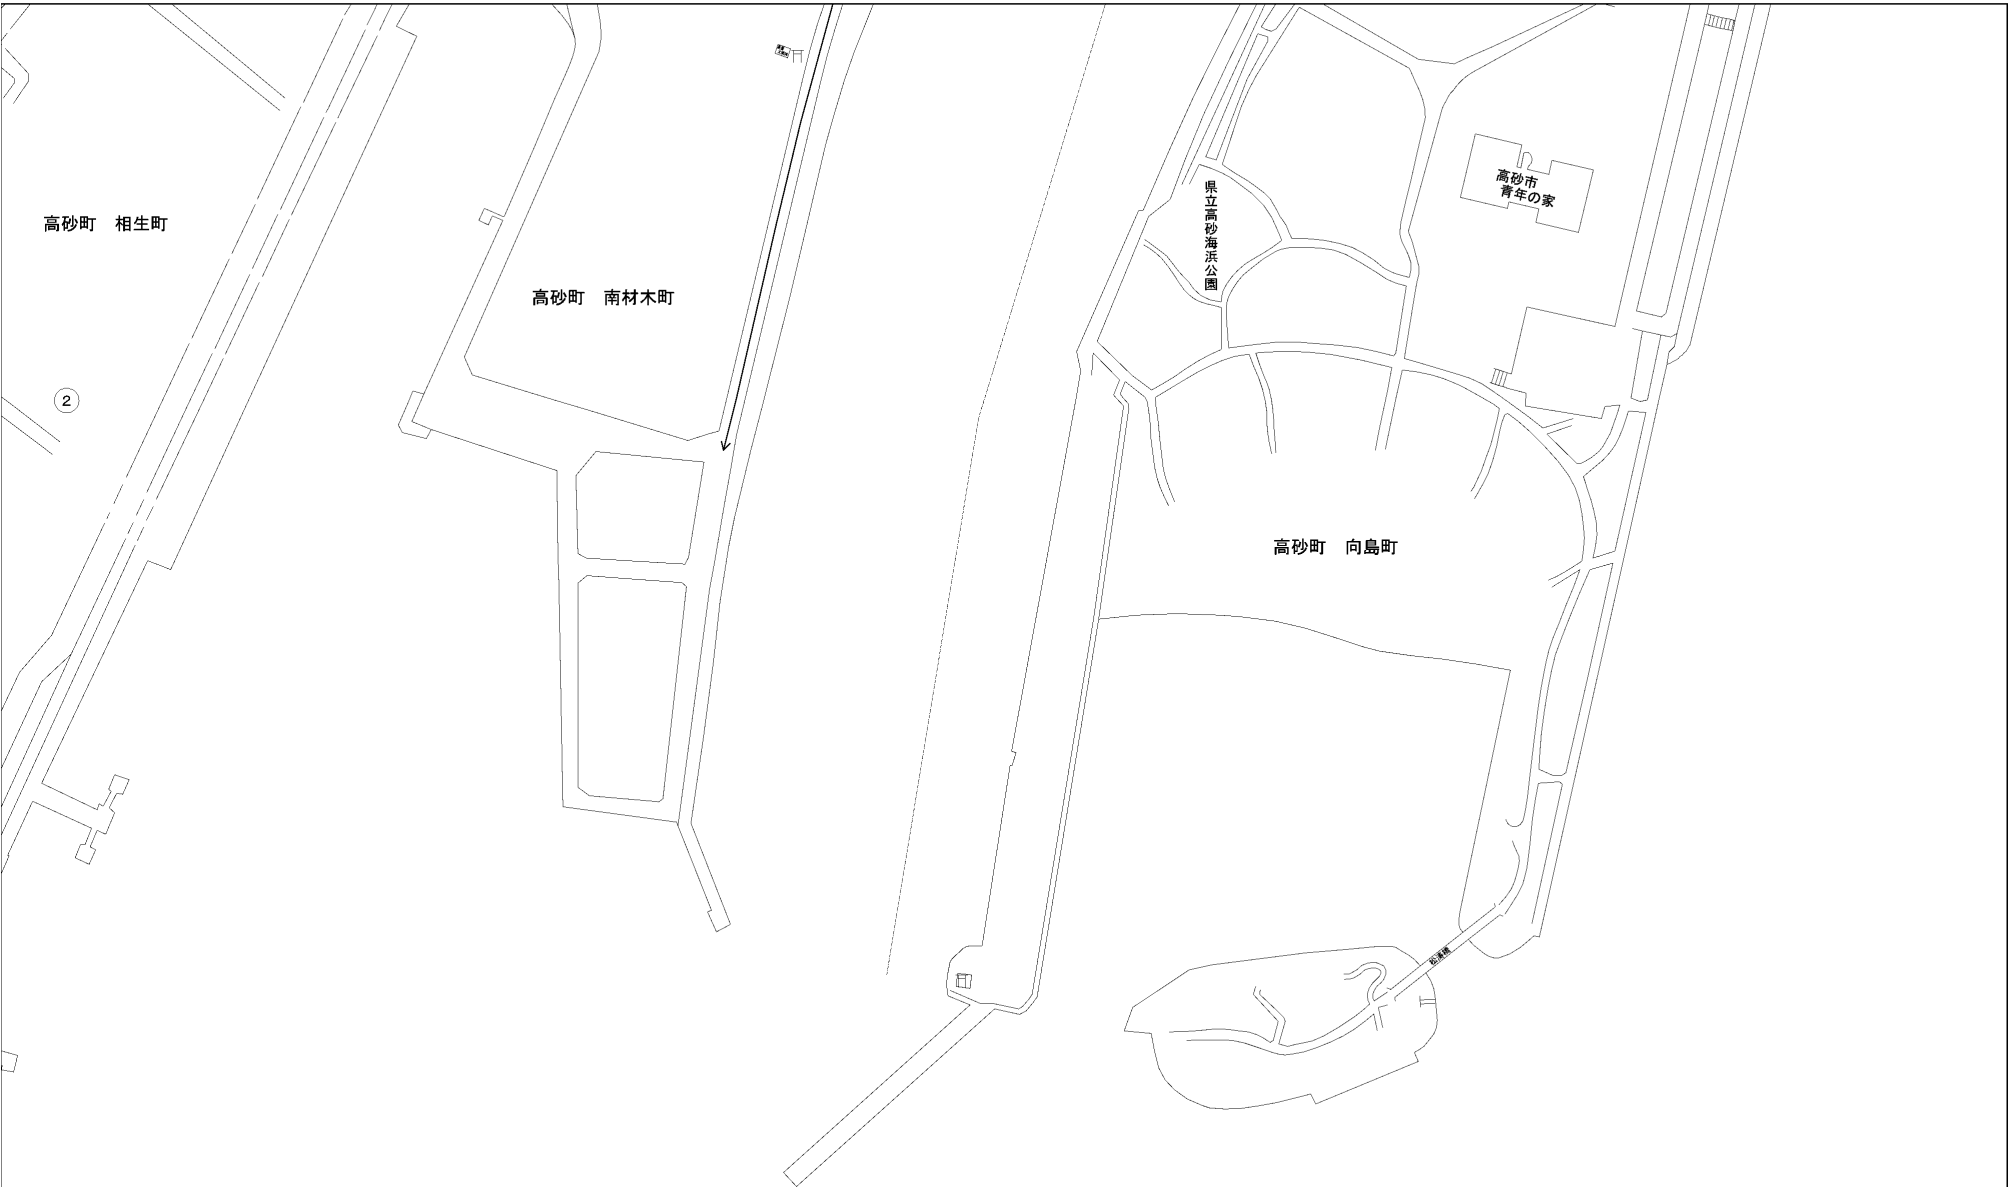 高砂市
青年の家
県立高砂海浜公園
高砂町　相生町
高砂町　南材木町
2
高砂町　向島町